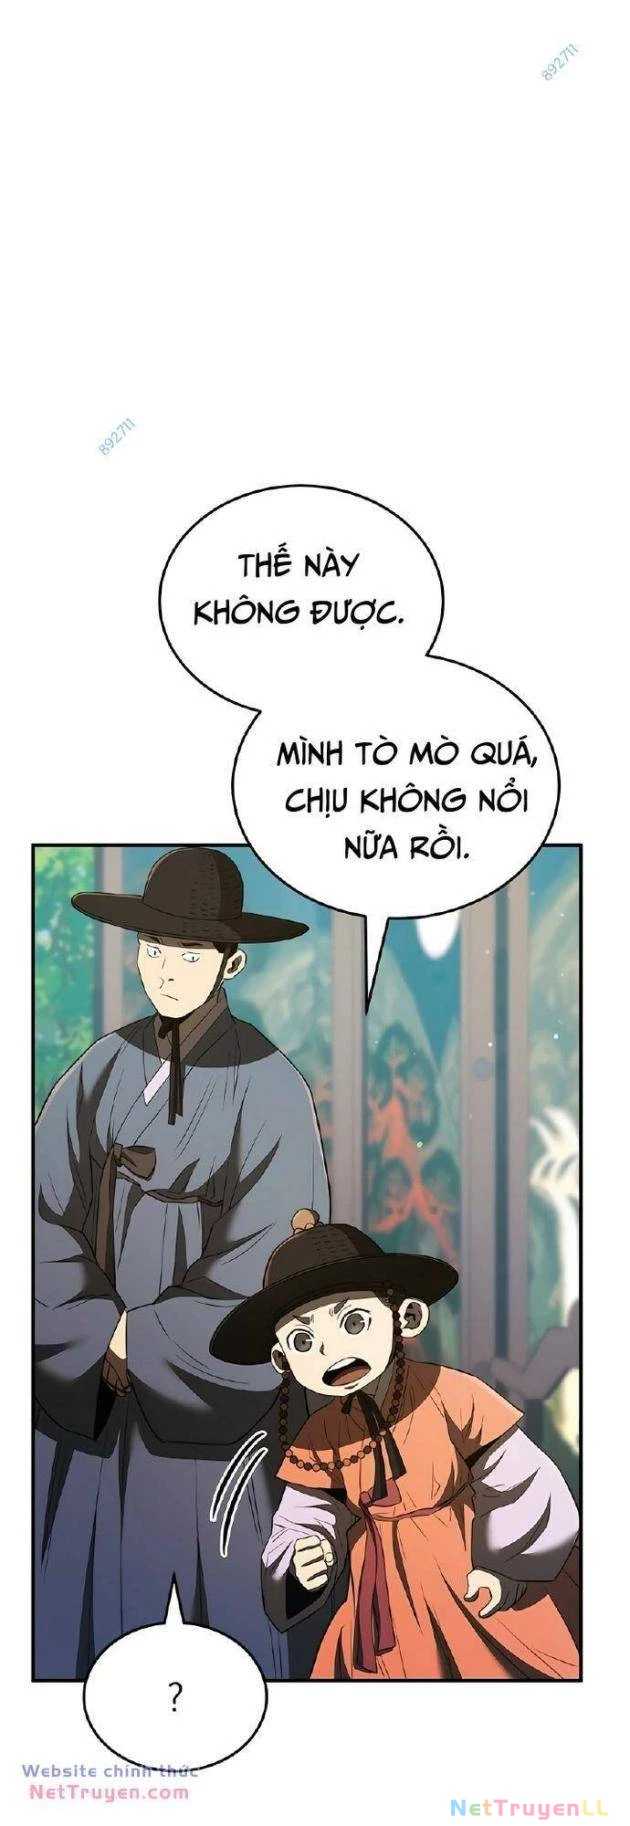 892711
892711
THẾ NÀY
KHÔNG ĐƯỢC.
MÌNH TÒ MÒ QUÁ,
CHỊU KHÔNG NỔI
NỮA RỒI.
?
Website chính thức
NetTruyen.com
NetTruyenLL